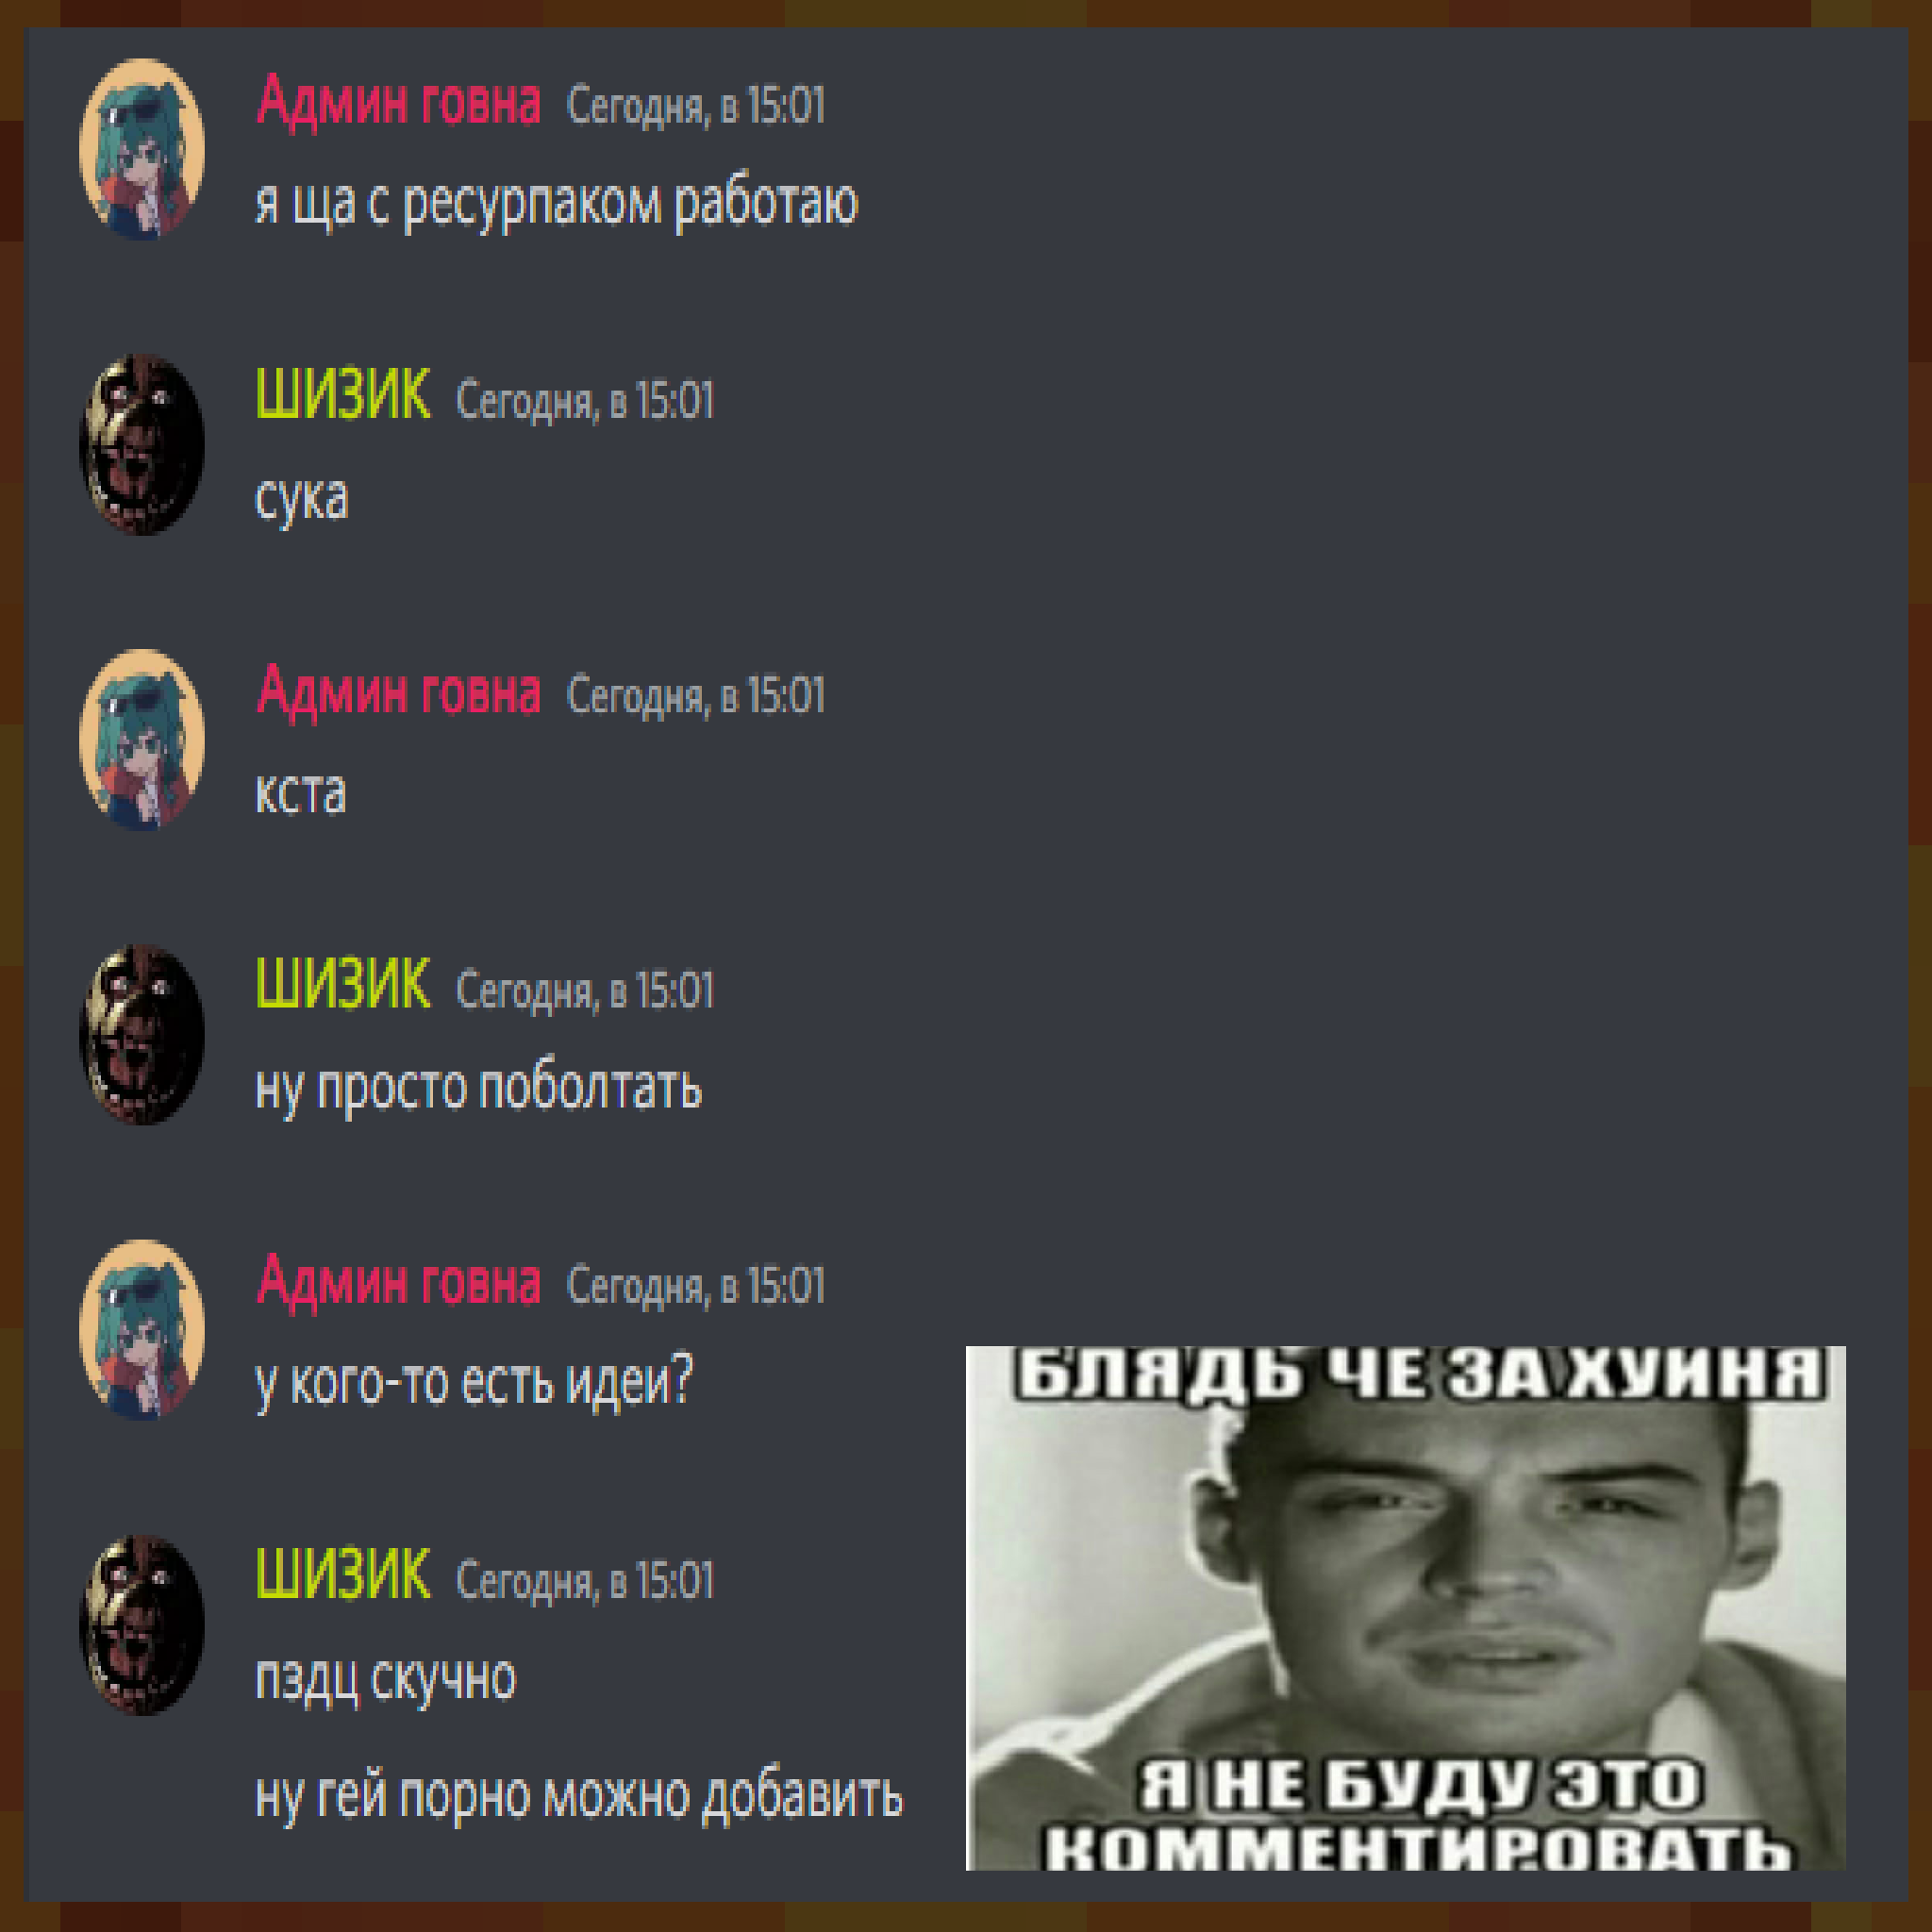 Админ говна Сегодня, в 15:01
я ща с ресурпаком работаю
ШИЗИК Сегодня, в 15:01
сука
Админ говна Сегодня, в 15:01
кста
ШИЗИК Сегодня, в 15:01
ну просто поболтать
Админ говна Сегодня, в 15:01
у кого-то есть идеи?
ШИЗИК Сегодня, в 15:01
пздц скучно
ну гей порно можно добавить
БЛЯДЬ ЧЕ ЗА ХУИНЯ
Я НЕ БУДУ ЭТО
КОММЕНТИРОВАТЬ